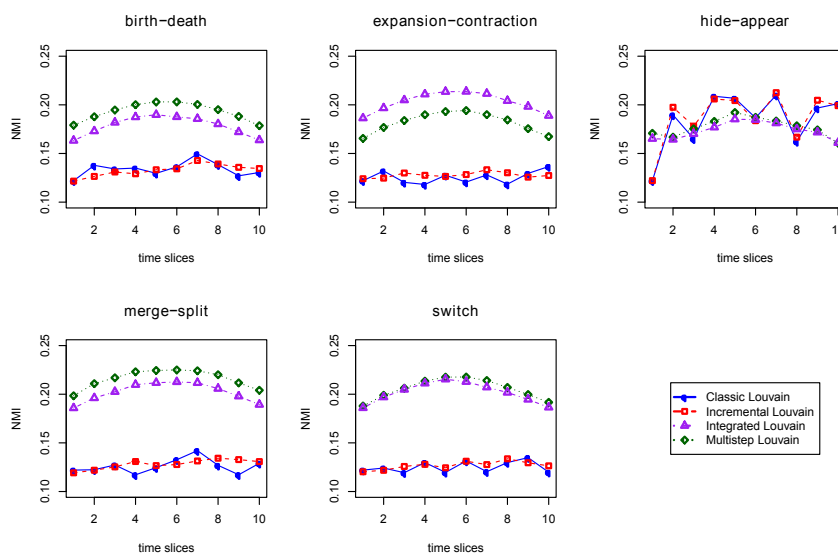 birth−death
expansion−contraction
hide−appear
NMI
0.10
0.15
0.20
0.25
2
4
6
8
10
time slices
NMI
0.10
0.15
0.20
0.25
2
4
6
8
10
time slices
NMI
0.10
0.15
0.20
0.25
2
4
6
8
1
time slices
merge−split
switch
NMI
0.10
0.15
0.20
0.25
2
4
6
8
10
time slices
NMI
0.10
0.15
0.20
0.25
2
4
6
8
10
time slices
Classic Louvain
Incremental Louvain
Integrated Louvain
Multistep Louvain